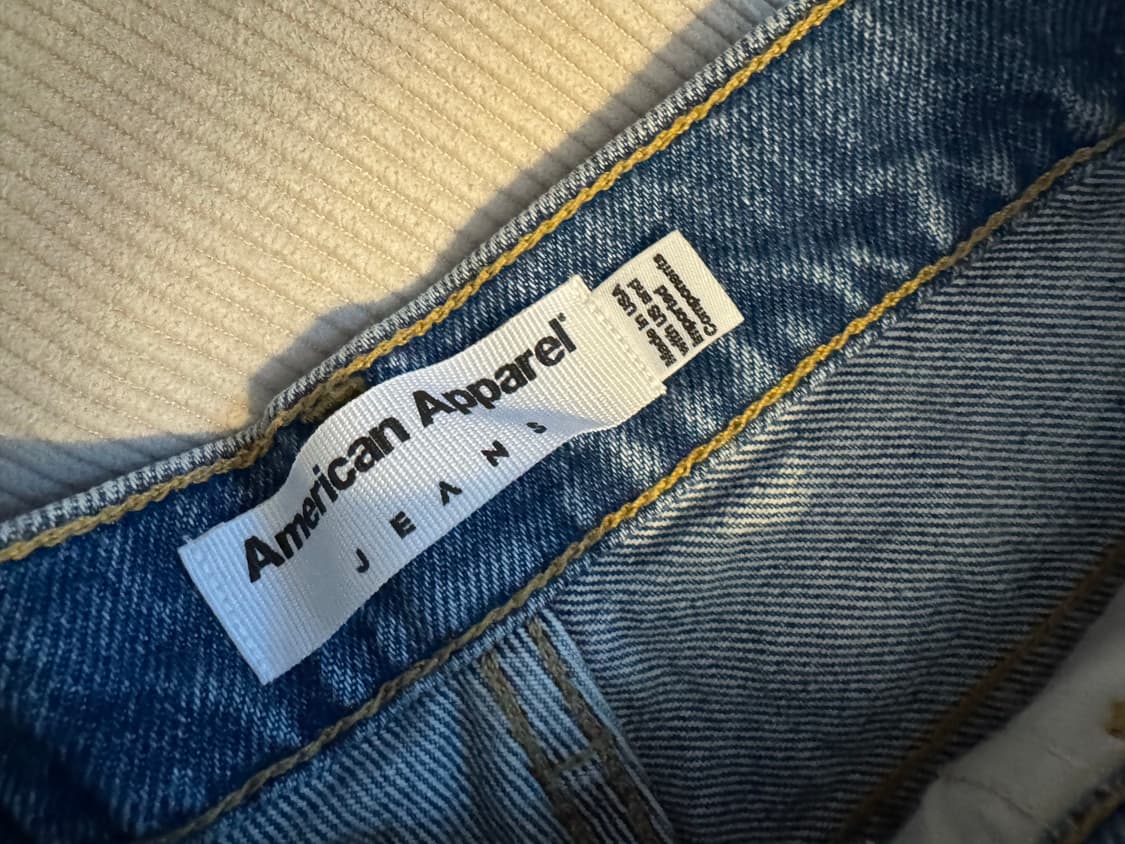 American Apparel®
JEANS
Made in USA
with US and
Imported
Components